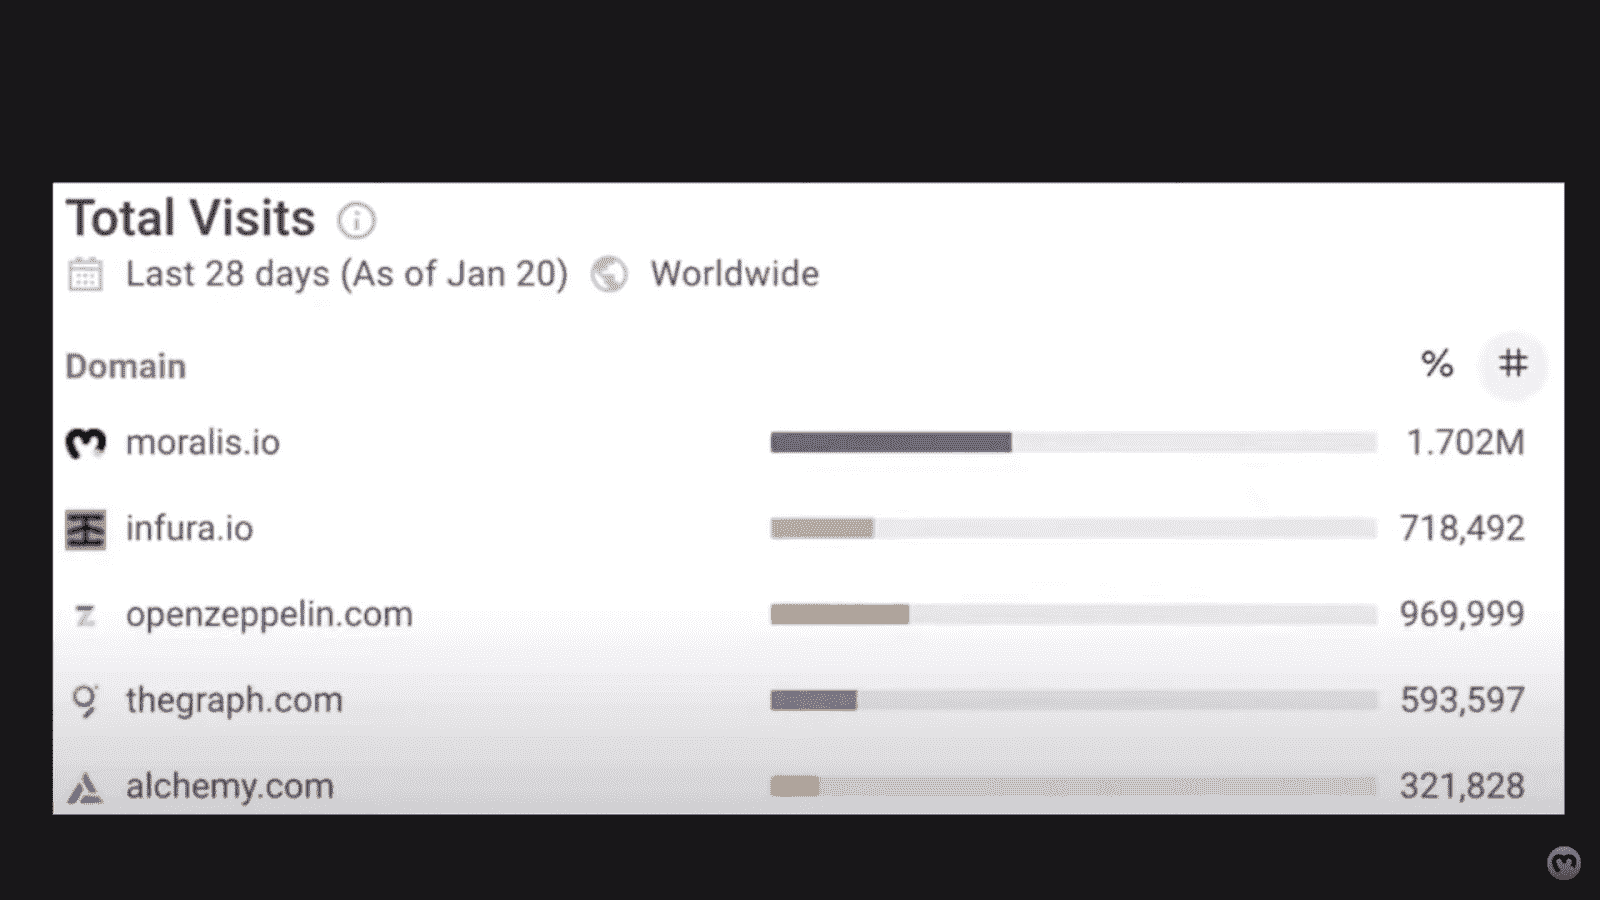 Total Visits
Last 28 days (As of Jan 20) Worldwide
Domain % #
moralis.io 1.702M
infura.io 718,492
openzeppelin.com 969,999
thegraph.com 593,597
alchemy.com 321,828